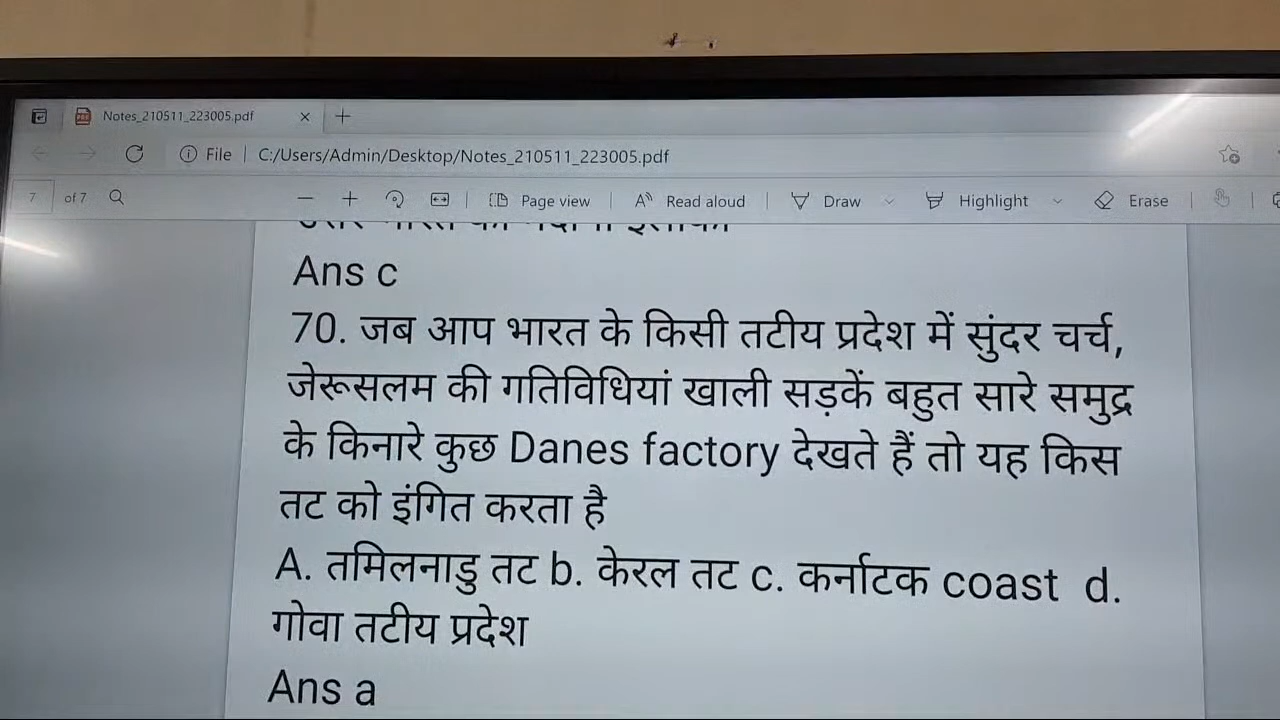 Notes_210511_223005.pdf
File | C:/Users/Admin/Desktop/Notes_210511_223005.pdf
7 of 7 Page view Read aloud Draw Highlight Erase
Ans c
70. जब आप भारत के किसी तटीय प्रदेश में सुंदर चर्च,
जेरूसलम की गतिविधियां खाली सड़कें बहुत सारे समुद्र
के किनारे कुछ Danes factory देखते हैं तो यह किस
तट को इंगित करता है
A. तमिलनाडु तट b. केरल तट c. कर्नाटक coast d.
गोवा तटीय प्रदेश
Ans a